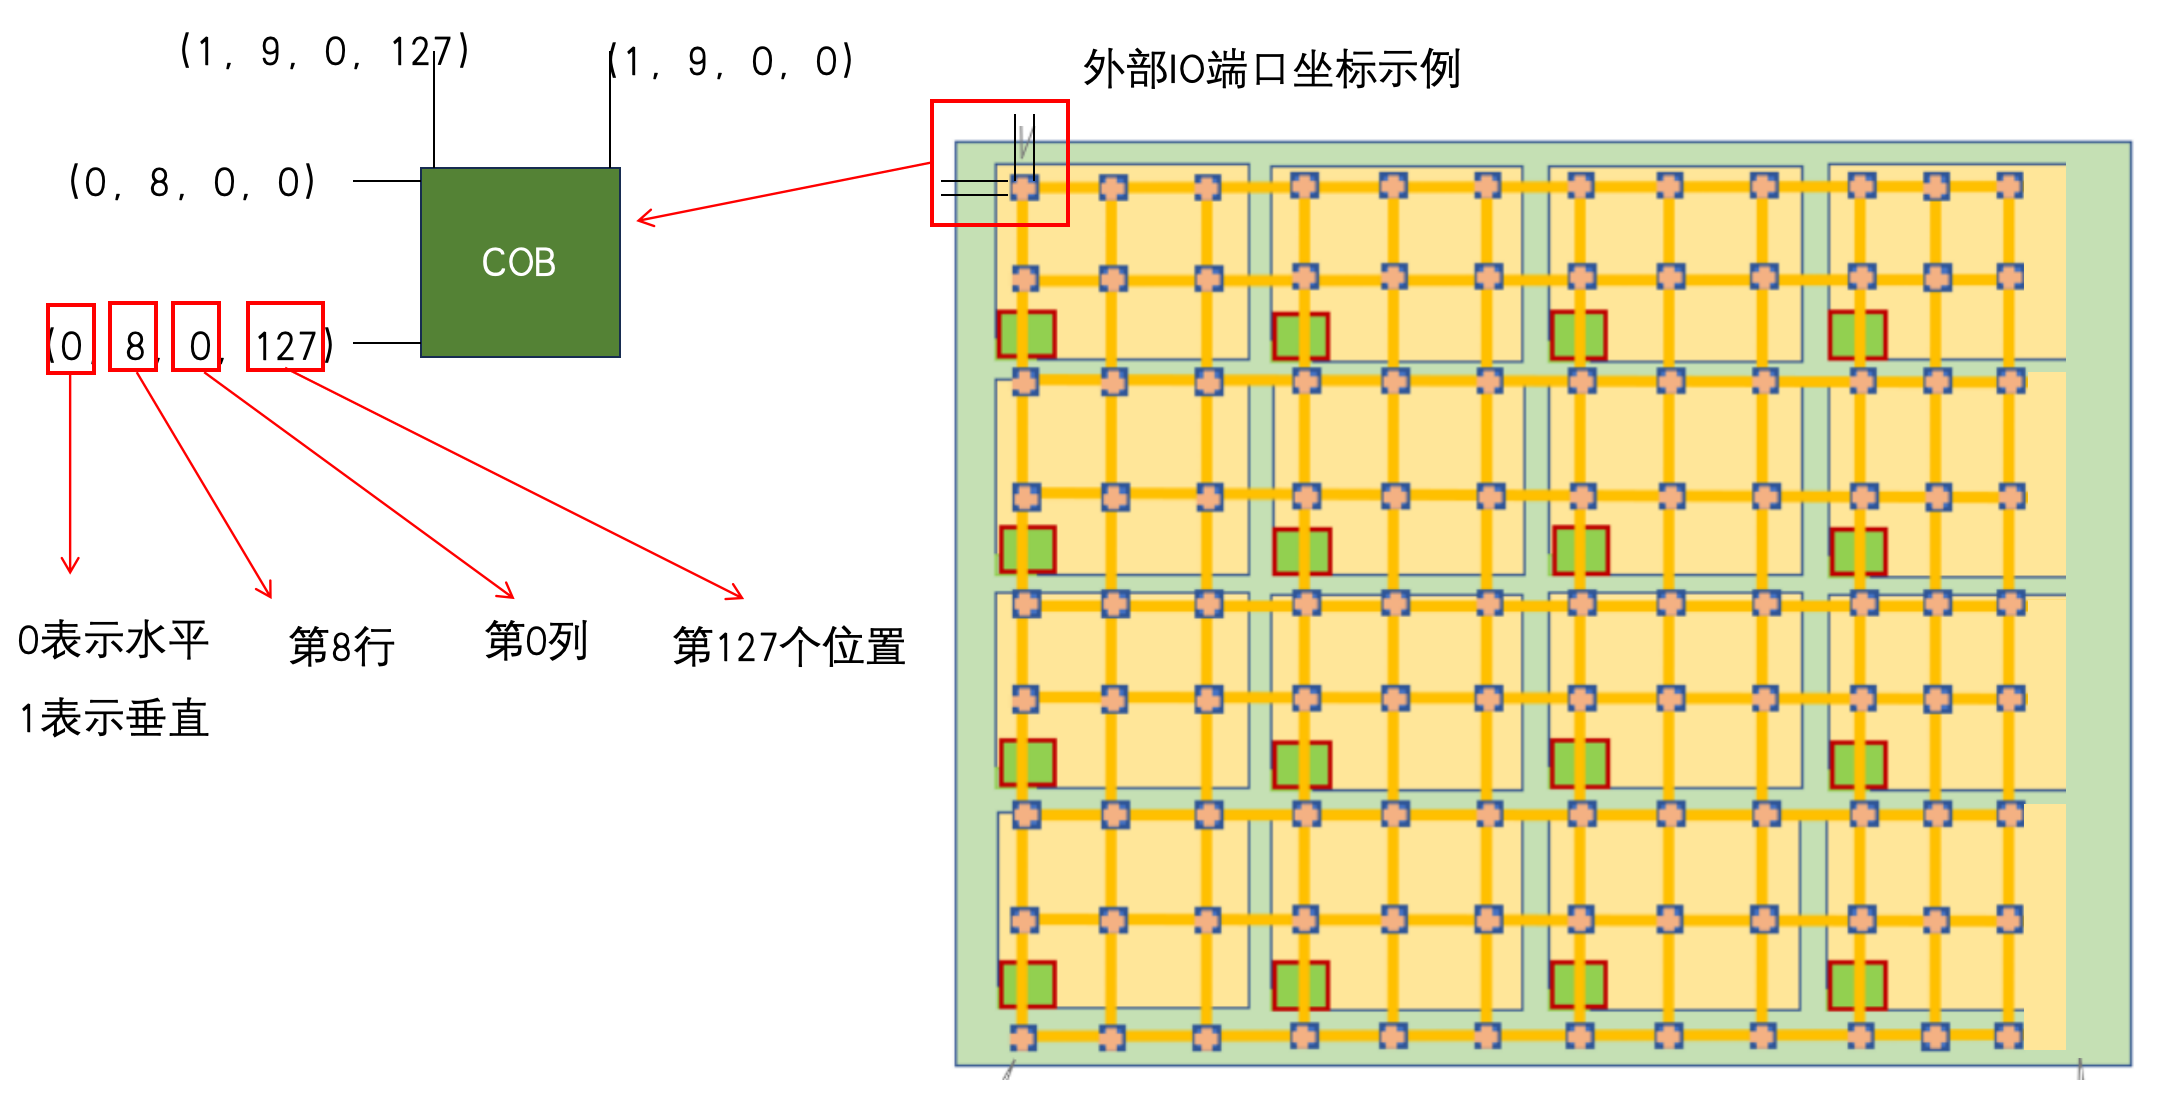 外部IO端口坐标示例
(1, 9, 0, 127)
(1, 9, 0, 0)
(0, 8, 0, 0)
COB
(0, 8, 0, 127)
0表示水平
1表示垂直
第8行
第0列
第127个位置